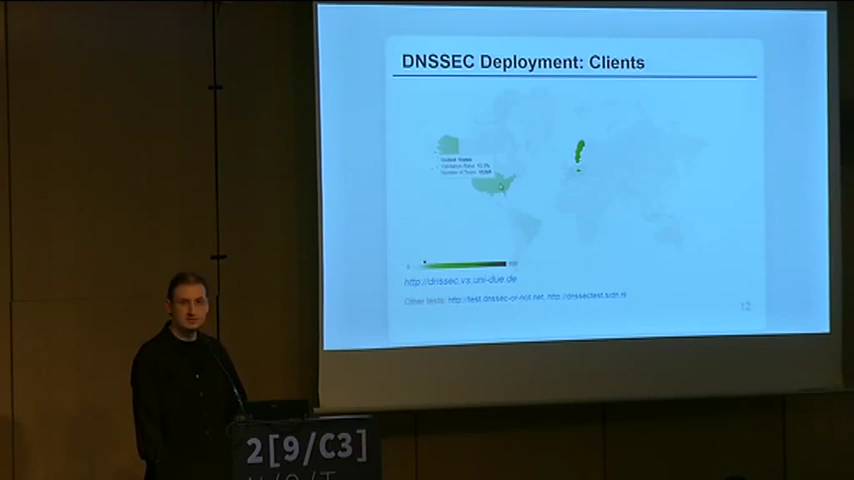 DNSSEC Deployment: Clients
United States
0
http://dnssec.vs.uni-due.de
Other tests: http://test.dnssec-or-not.net, http://dnssectest.sidn.nl
12
2[9/C3]